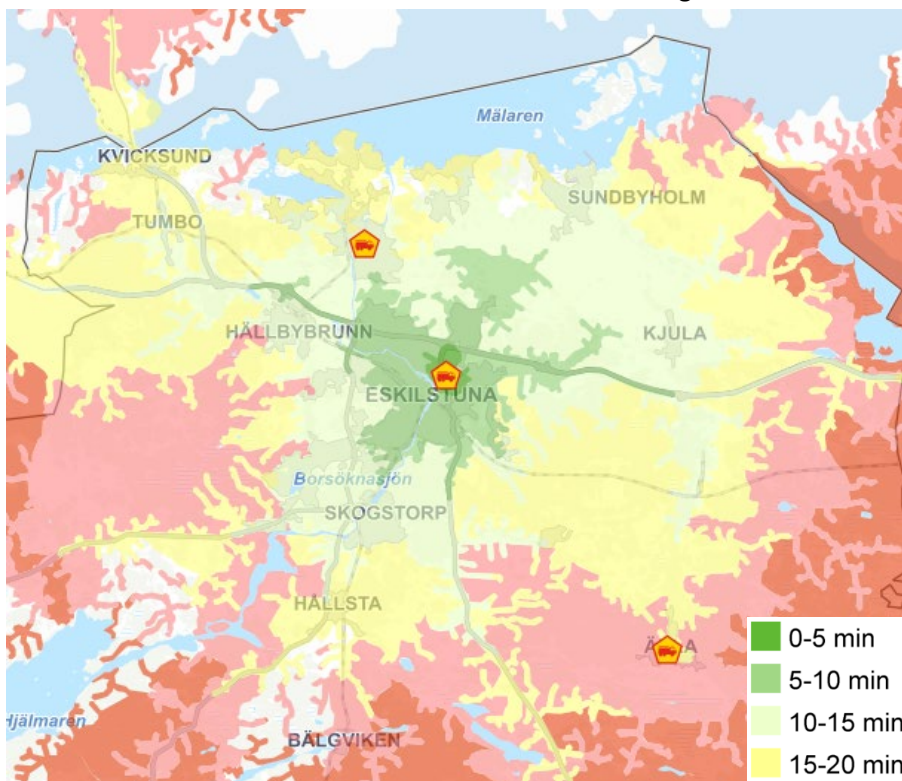 Mälaren
KVICKSUND
SUNDBYHOLM
TUMBO
HÄLLBYBRUNN
KJULA
ESKILSTUNA
Borsöknasjön
SKOGSTORP
HÅLLSTA
0-5 min
5-10 min
Hjälmaren
10-15 min
BÄLGVIKEN
15-20 min